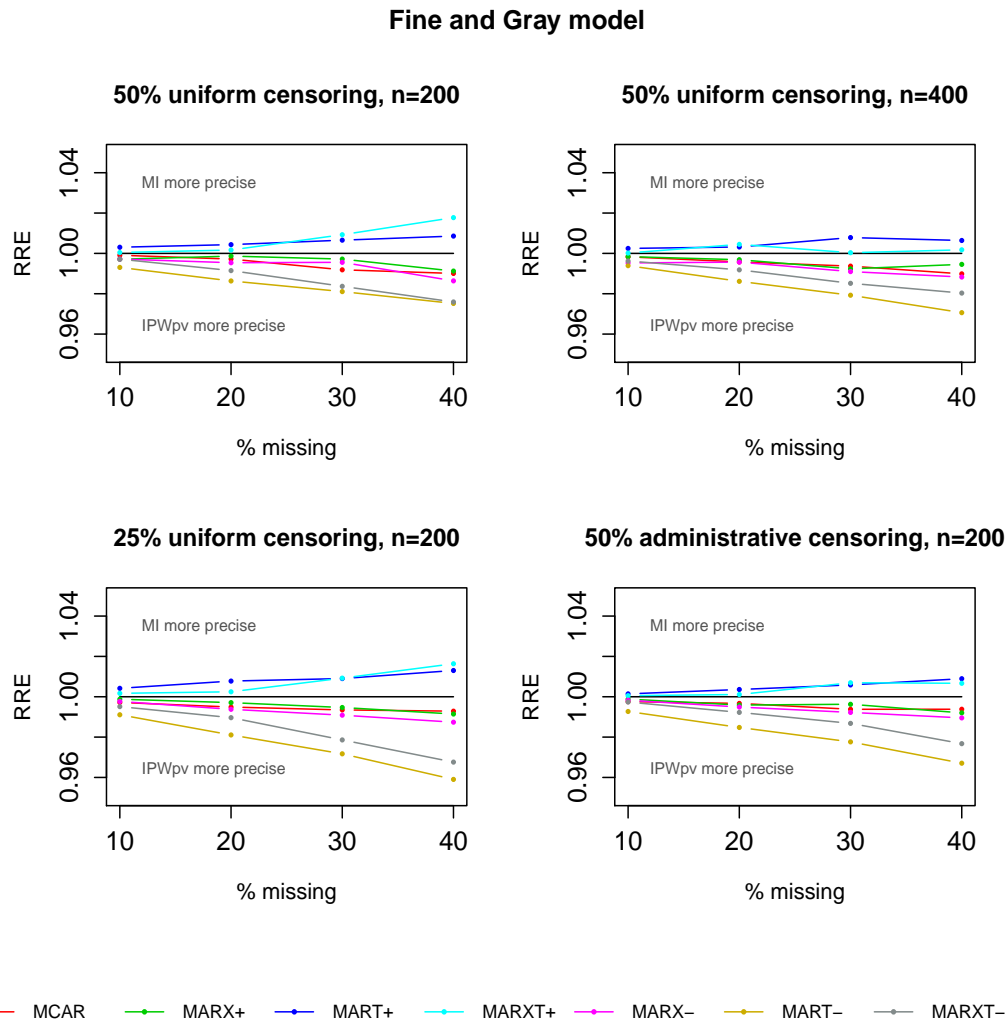 Fine and Gray model
50% uniform censoring, n=200
RRE
1.04
1.00
0.96
MI more precise
IPWpv more precise
10 20 30 40
% missing
50% uniform censoring, n=400
RRE
1.04
1.00
0.96
MI more precise
IPWpv more precise
10 20 30 40
% missing
25% uniform censoring, n=200
RRE
1.04
1.00
0.96
MI more precise
IPWpv more precise
10 20 30 40
% missing
50% administrative censoring, n=200
RRE
1.04
1.00
0.96
MI more precise
IPWpv more precise
10 20 30 40
% missing
MCAR MARX+ MART+ MARXT+ MARX− MART− MARXT−